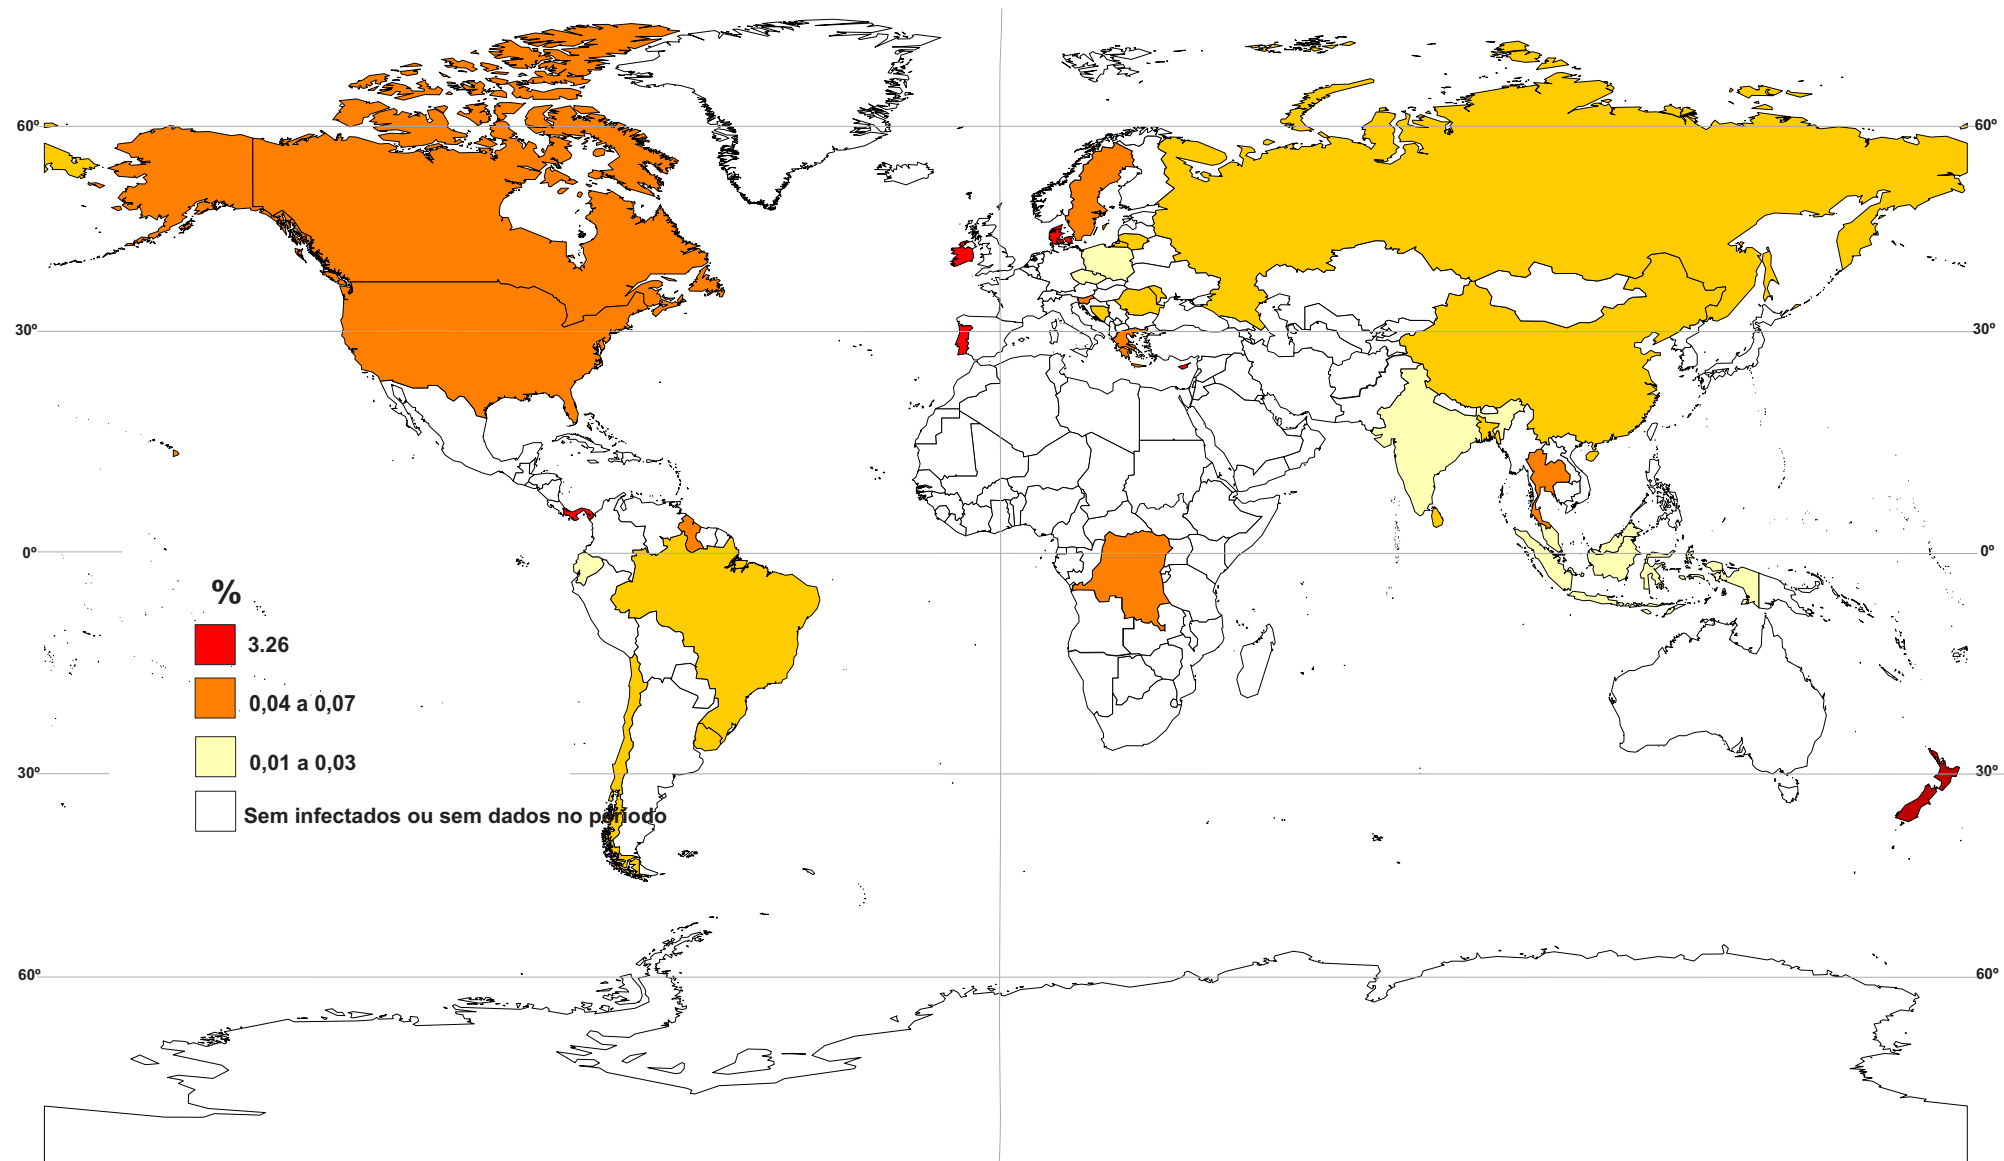 60º 60º
30º 30º
0º 0º
%
3.26
0,04 a 0,07
0,01 a 0,03
30º 30º
Sem infectados ou sem dados no período
60º 60º